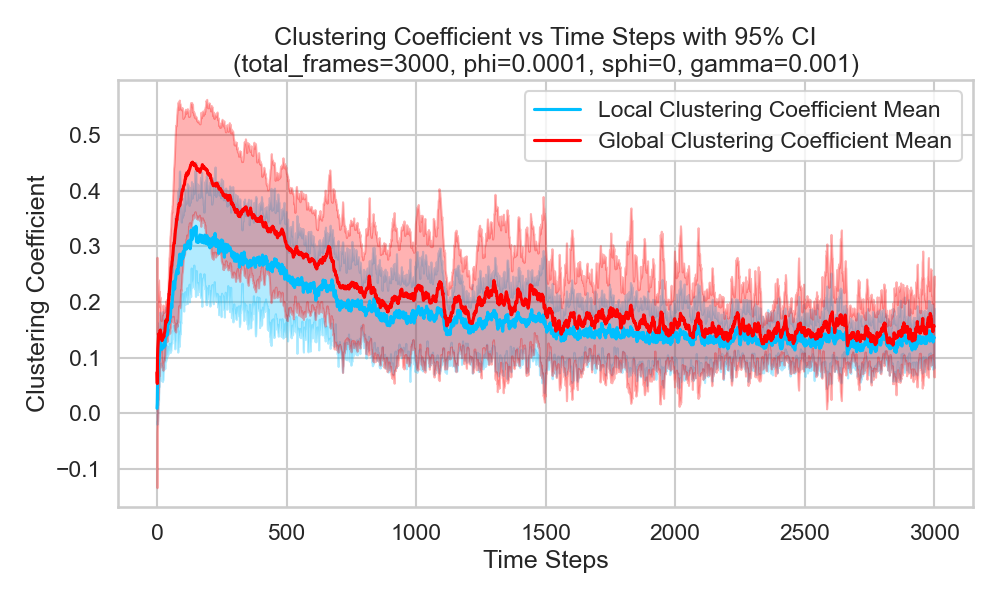 Clustering Coefficient vs Time Steps with 95% CI
(total_frames=3000, phi=0.0001, sphi=0, gamma=0.001)
Local Clustering Coefficient Mean
Global Clustering Coefficient Mean
Clustering Coefficient
0.5
0.4
0.3
0.2
0.1
0.0
−0.1
0 500 1000 1500 2000 2500 3000
Time Steps